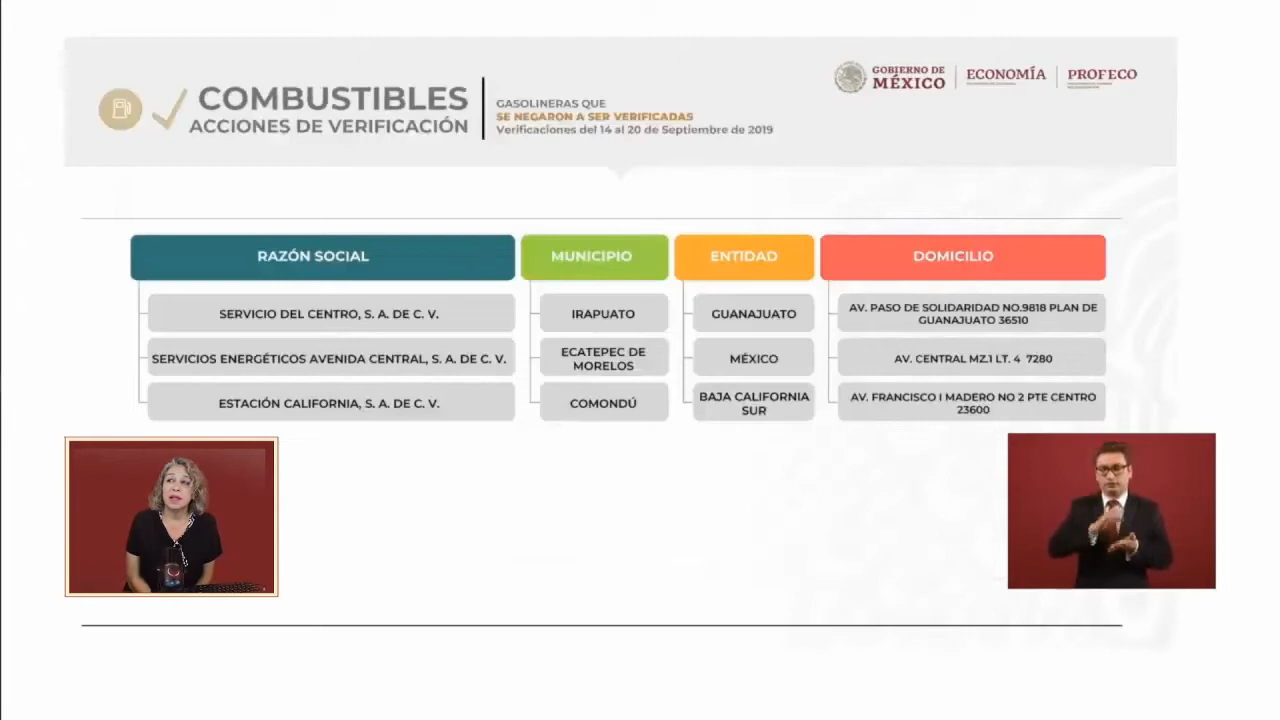 COMBUSTIBLES
ACCIONES DE VERIFICACIÓN
GASOLINERAS QUE
SE NEGARON A SER VERIFICADAS
Verificaciones del 14 al 20 de Septiembre de 2019
GOBIERNO DE
MÉXICO
ECONOMÍA
PROFECO
RAZÓN SOCIAL
MUNICIPIO
ENTIDAD
DOMICILIO
SERVICIO DEL CENTRO, S. A. DE C. V.
IRAPUATO
GUANAJUATO
AV. PASO DE SOLIDARIDAD NO.9818 PLAN DE
GUANAJUATO 36510
SERVICIOS ENERGÉTICOS AVENIDA CENTRAL, S. A. DE C. V.
ECATEPEC DE
MORELOS
MÉXICO
AV. CENTRAL MZ.1 LT. 4 7280
ESTACIÓN CALIFORNIA, S. A. DE C. V.
COMONDÚ
BAJA CALIFORNIA
SUR
AV. FRANCISCO I MADERO NO 2 PTE CENTRO
23600